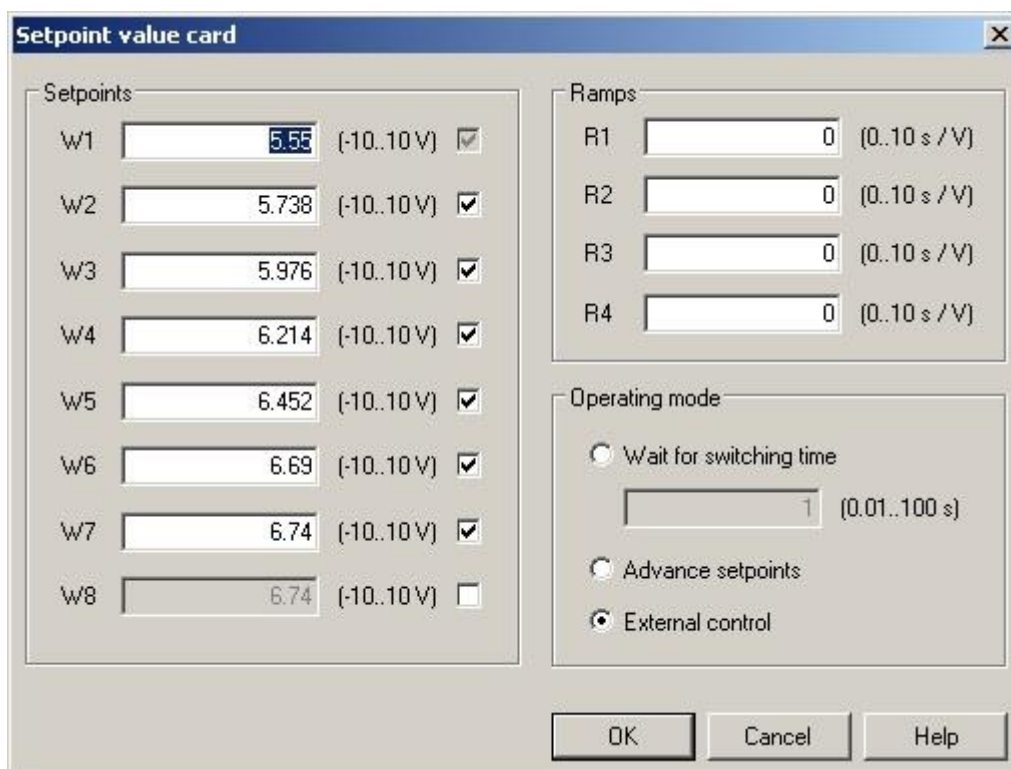 Setpoint value card
Setpoints
W1 5.55 (-10..10 V)
W2 5.738 (-10..10 V)
W3 5.976 (-10..10 V)
W4 6.214 (-10..10 V)
W5 6.452 (-10..10 V)
W6 6.69 (-10..10 V)
W7 6.74 (-10..10 V)
W8 6.74 (-10..10 V)
Ramps
R1 0 (0..10 s / V)
R2 0 (0..10 s / V)
R3 0 (0..10 s / V)
R4 0 (0..10 s / V)
Operating mode
Wait for switching time
1 (0.01..100 s)
Advance setpoints
External control
OK Cancel Help